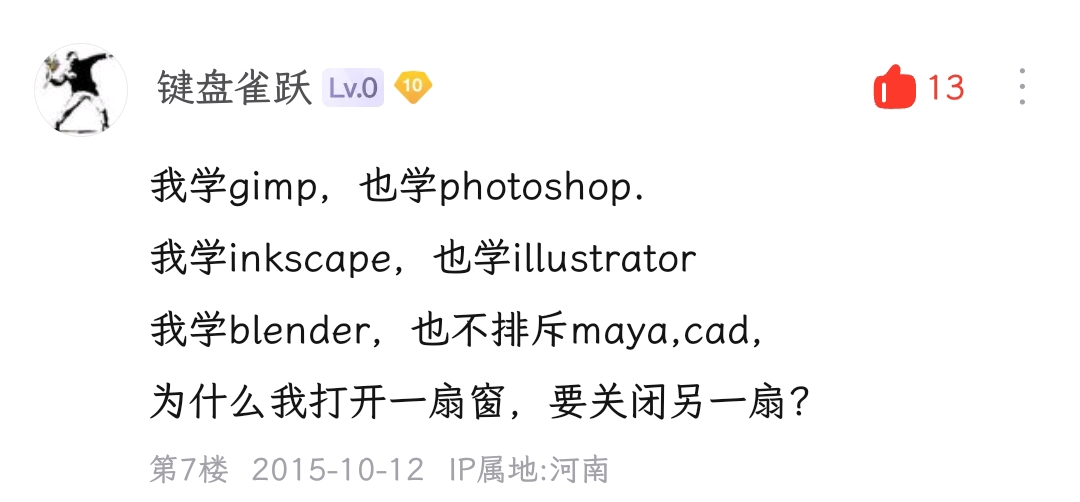 键盘雀跃 Lv.0 10 13
我学gimp，也学photoshop.
我学inkscape，也学illustrator
我学blender，也不排斥maya,cad,
为什么我打开一扇窗，要关闭另一扇？
第7楼 2015-10-12 IP属地:河南